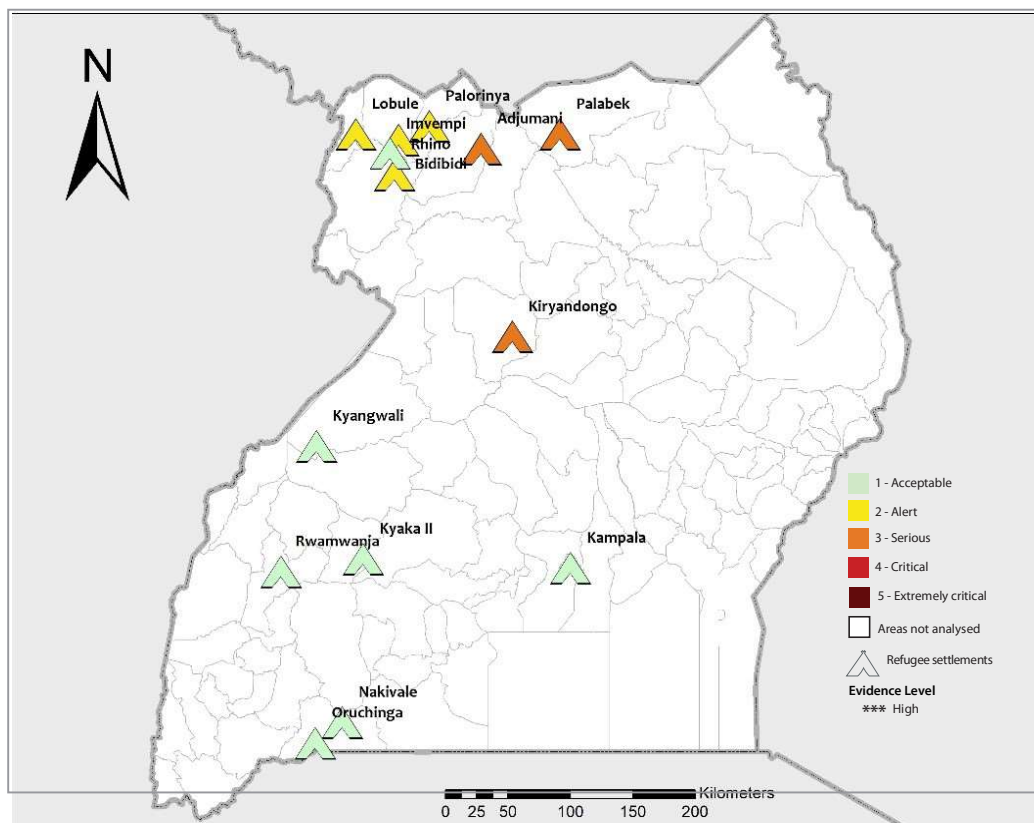 N
Lobule
Palorinya
Imvempi
Adjumani
Palabek
Rhino
Bidibidi
Kiryandongo
Kyangwali
Rwamwanja
Kyaka II
Kampala
Nakivale
Oruchinga
1 - Acceptable
2 - Alert
3 - Serious
4 - Critical
5 - Extremely critical
Areas not analysed
Refugee settlements
Evidence Level
*** High
Kilometers
0 25 50 100 150 200